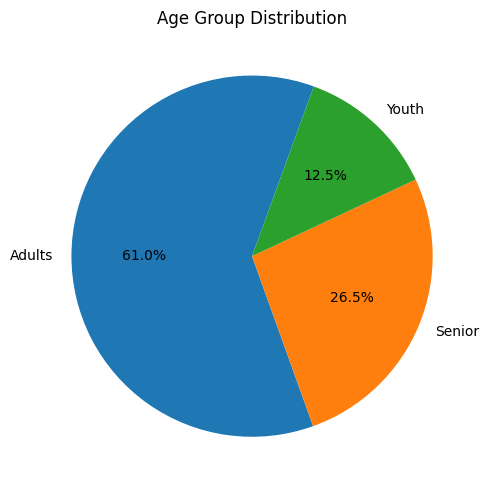 Age Group Distribution
Youth
12.5%
Adults
61.0%
26.5%
Senior